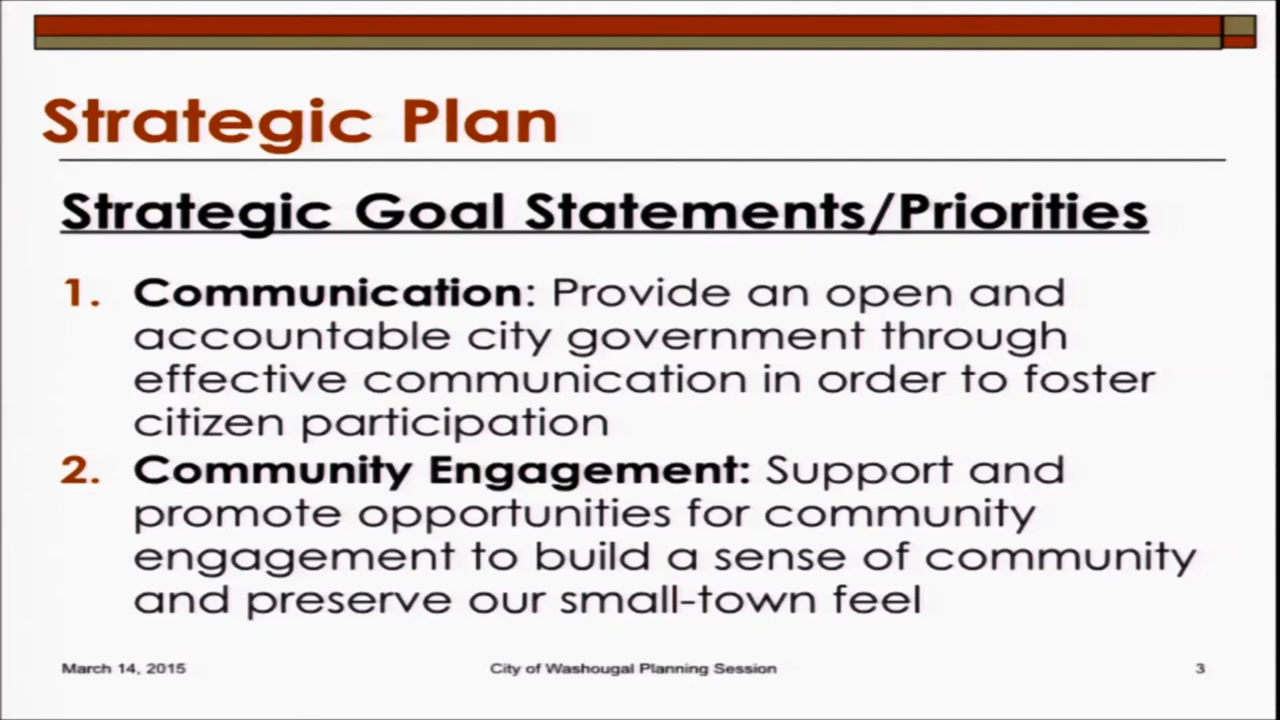 Strategic Plan
Strategic Goal Statements/Priorities
1. Communication: Provide an open and
accountable city government through
effective communication in order to foster
citizen participation
2. Community Engagement: Support and
promote opportunities for community
engagement to build a sense of community
and preserve our small-town feel
March 14, 2015 City of Washougal Planning Session 3